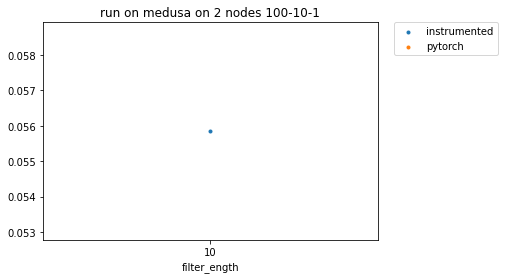 run on medusa on 2 nodes 100-10-1
instrumented
pytorch
0.058
0.057
0.056
0.055
0.054
0.053
10
filter_ength